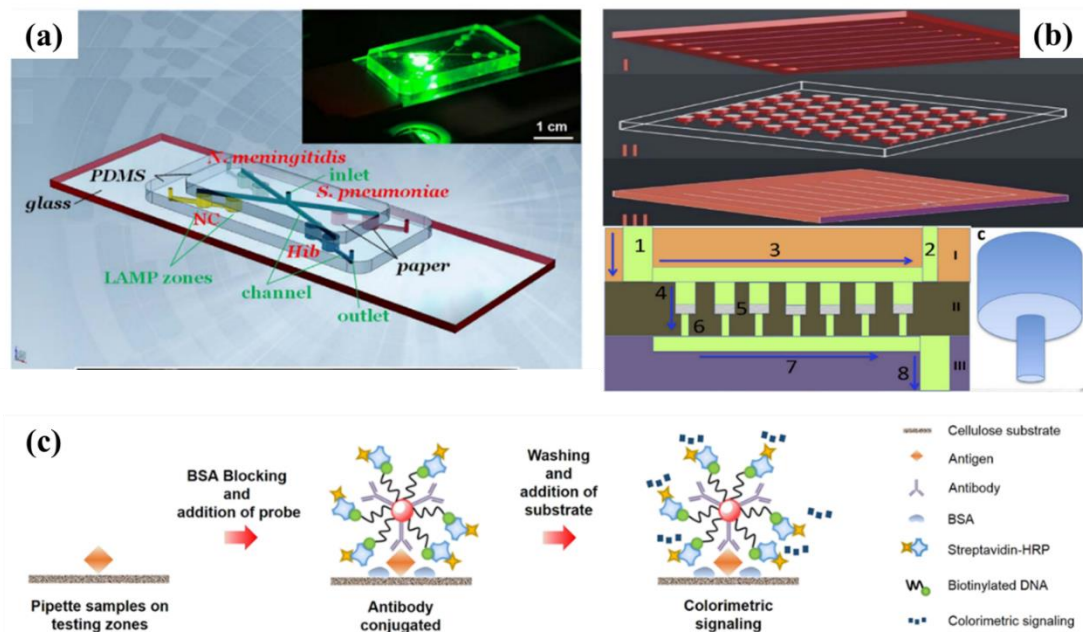 (a)
1 cm
N. meningitidis
PDMS
inlet
S. pneumoniae
glass
NC
Hib
paper
LAMP zones
channel
outlet
(b)
I
II
III
1
3
2
I
4
5
II
6
7
8
III
c
(c)
BSA Blocking
and
addition of probe
Washing
and
addition of
substrate
Pipette samples on
testing zones
Antibody
conjugated
Colorimetric
signaling
Cellulose substrate
Antigen
Antibody
BSA
Streptavidin-HRP
Biotinylated DNA
Colorimetric signaling